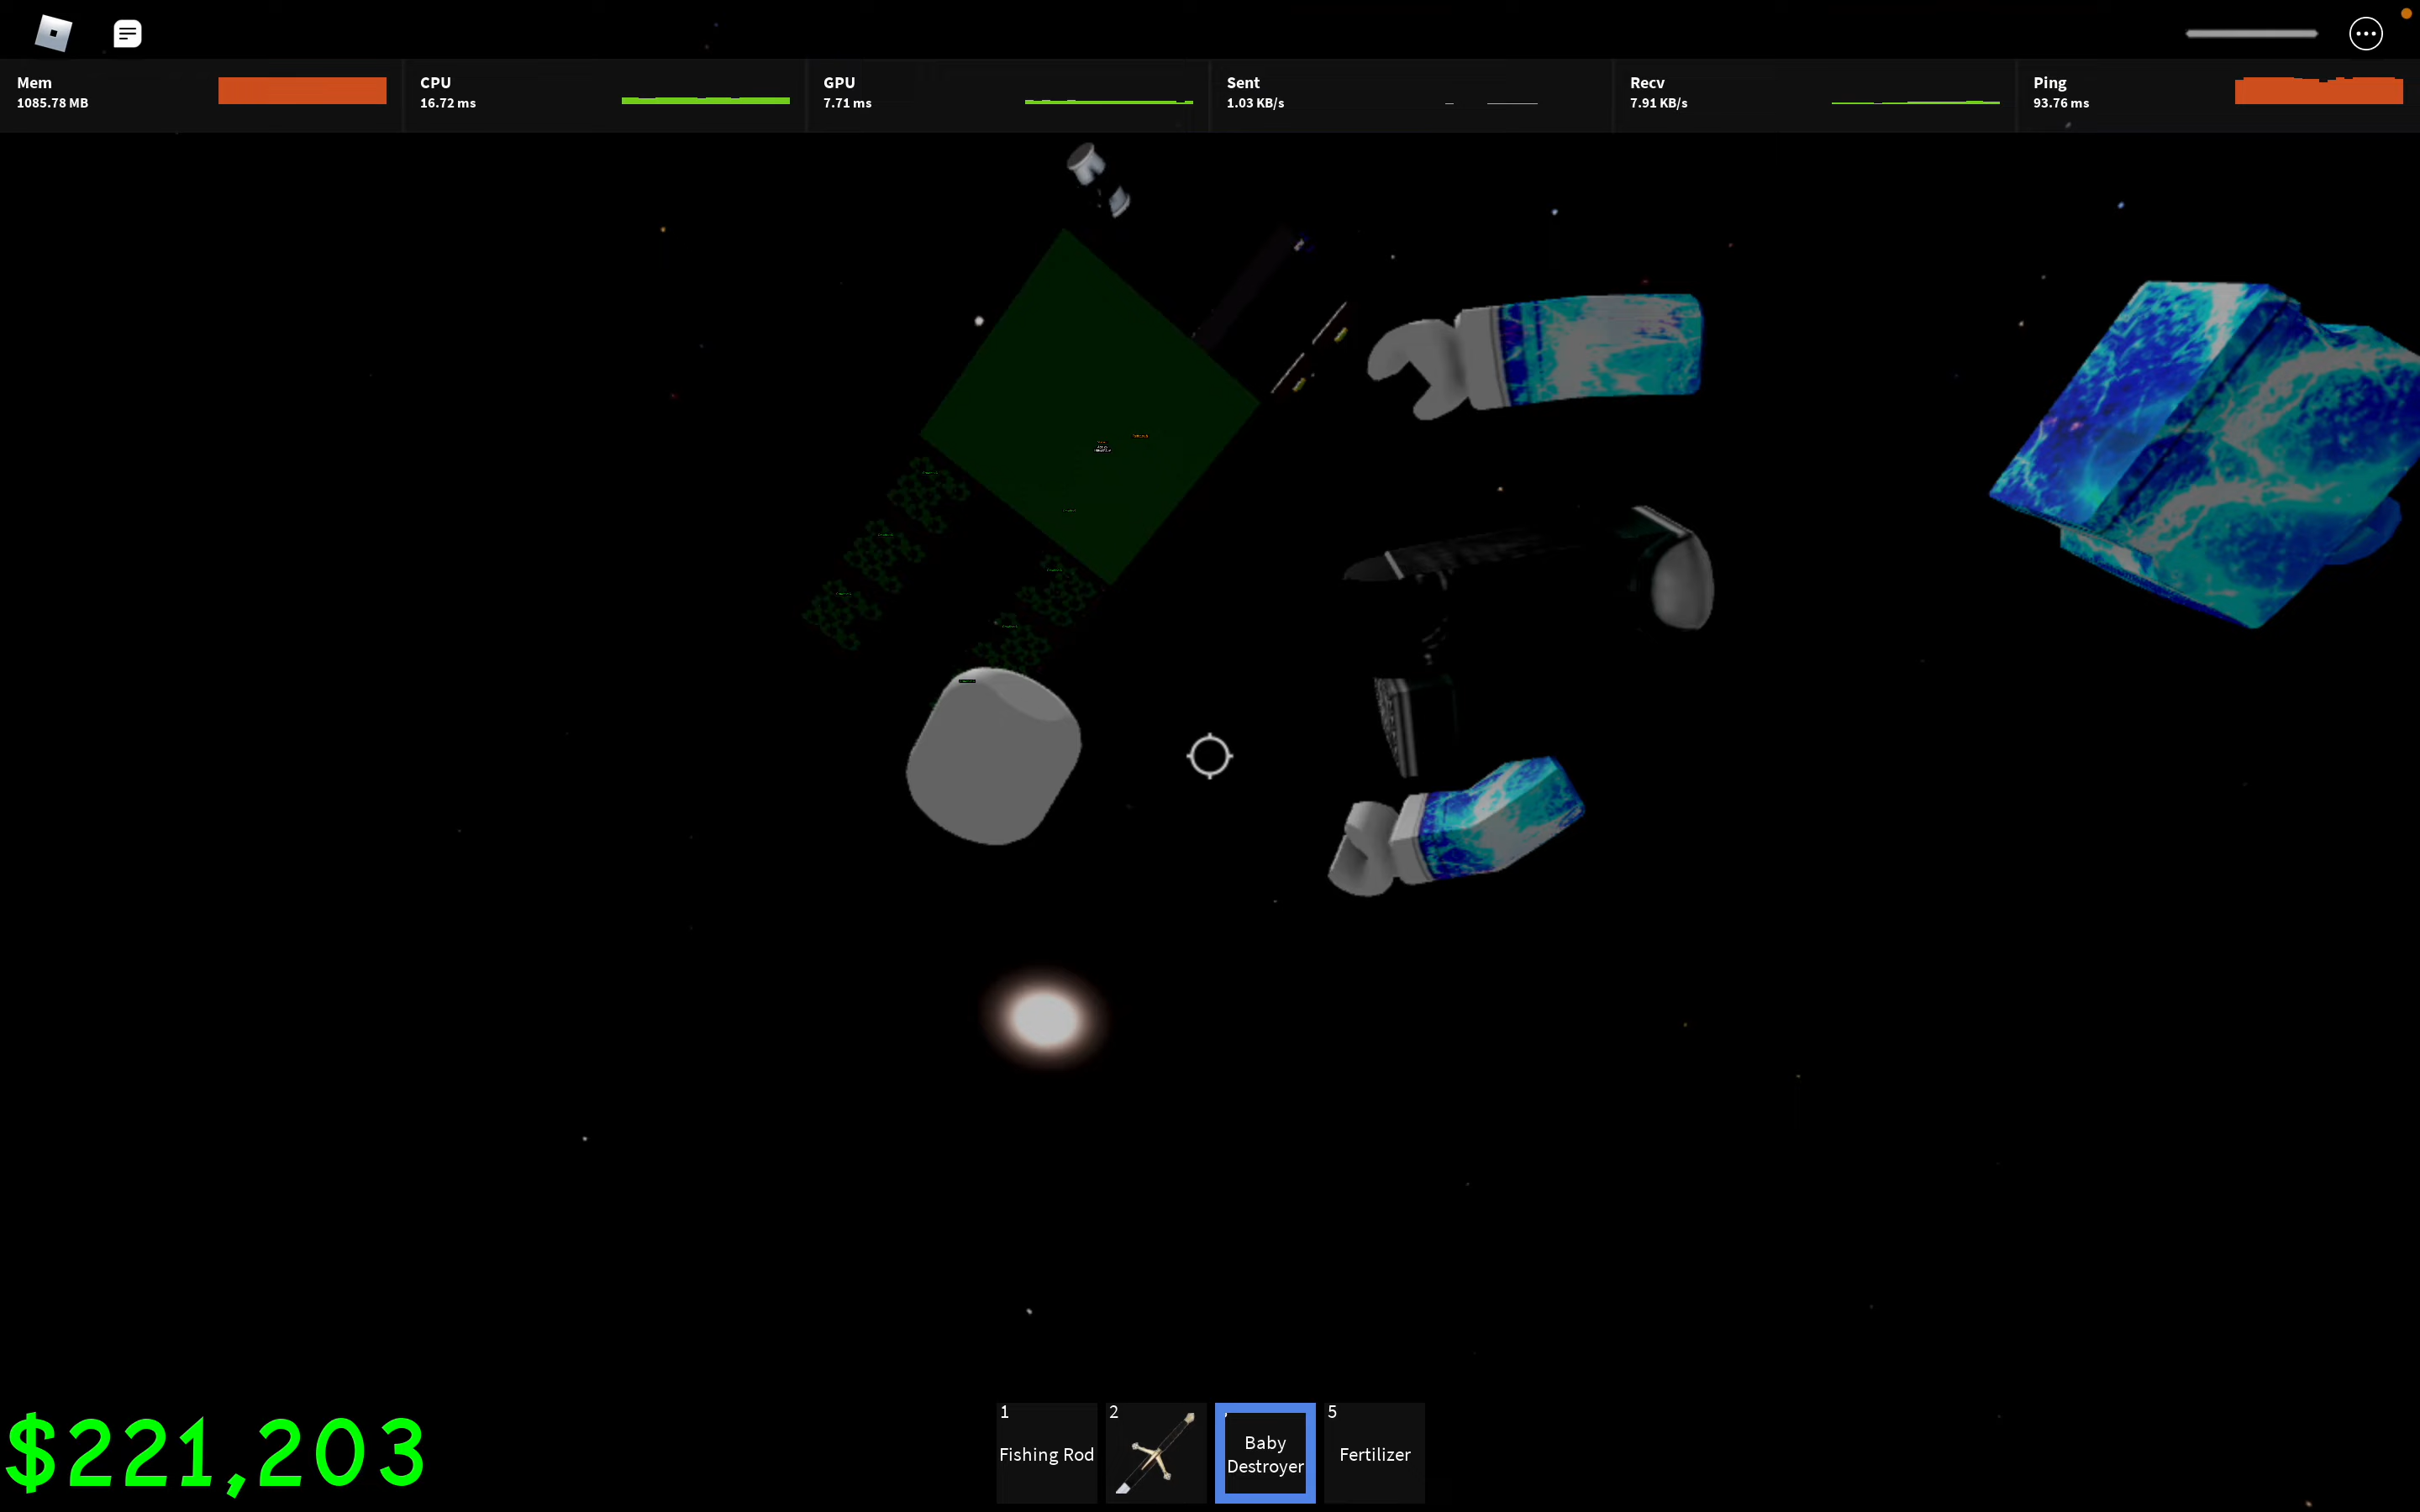 Mem
1085.78 MB
CPU
16.72 ms
GPU
7.71 ms
Sent
1.03 KB/s
Recv
7.91 KB/s
Ping
93.76 ms
$221,203
1
Fishing Rod
2
Baby
Destroyer
5
Fertilizer